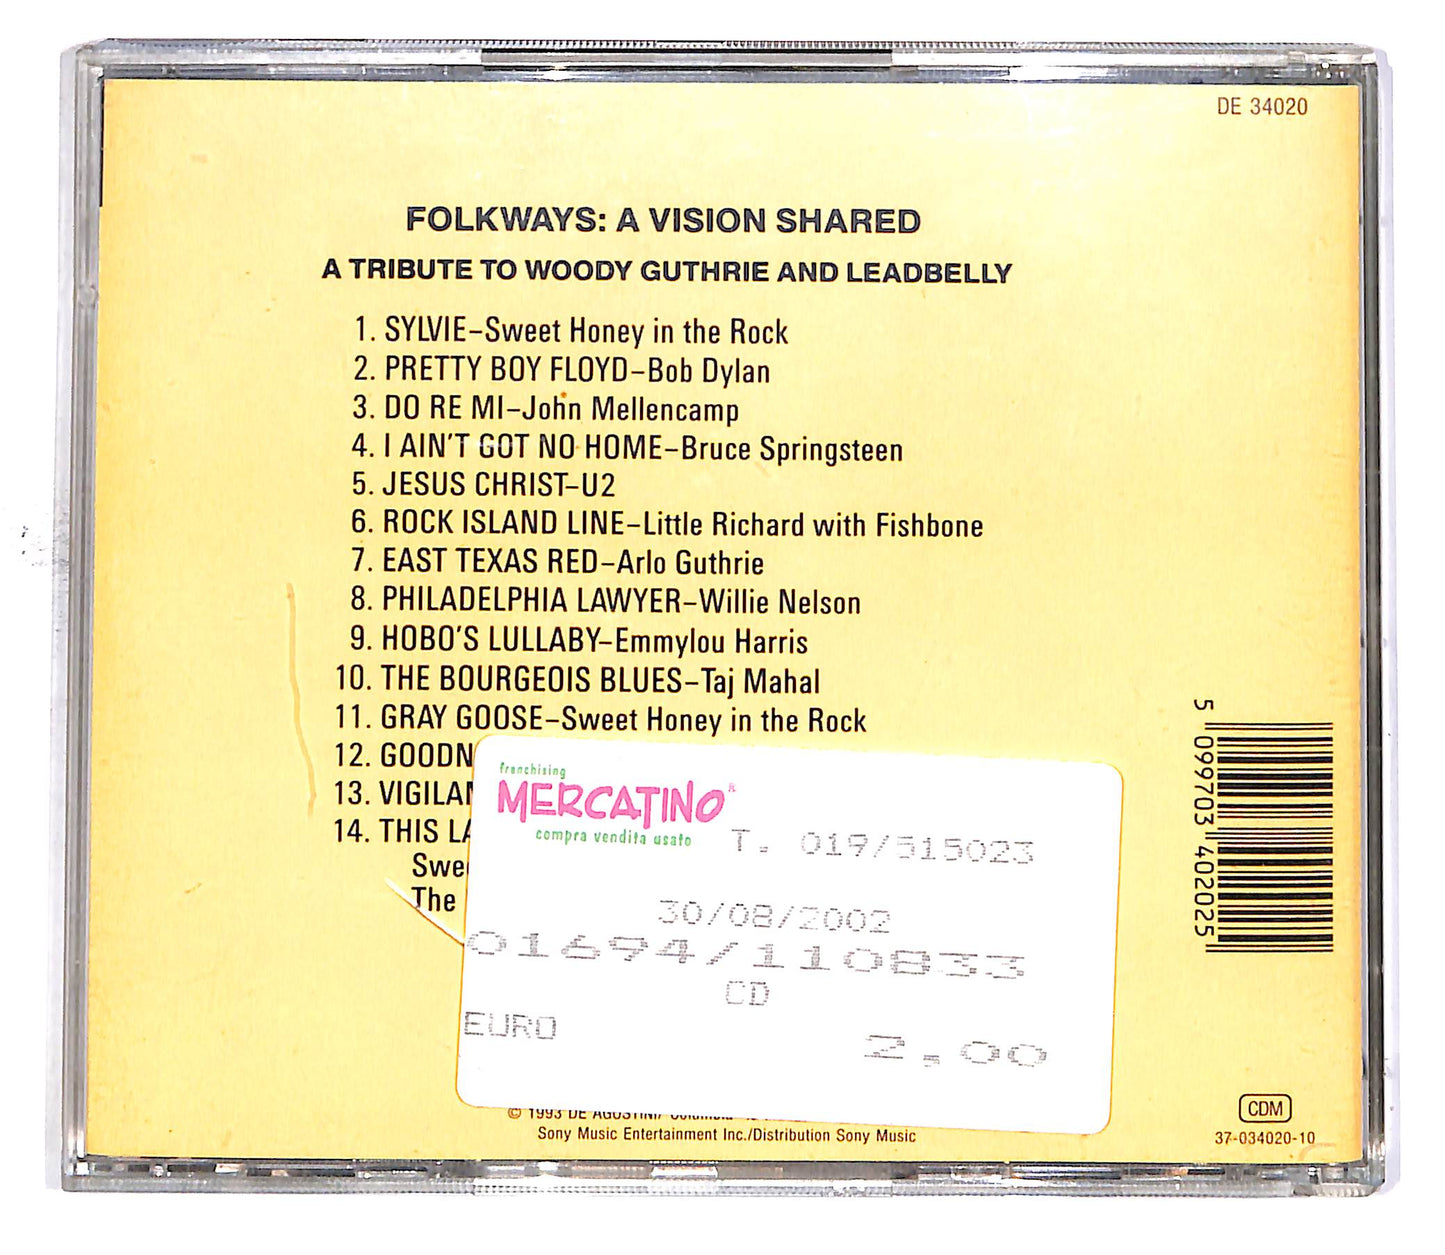 DE 34020
FOLKWAYS: A VISION SHARED
A TRIBUTE TO WOODY GUTHRIE AND LEADBELLY
1. SYLVIE–Sweet Honey in the Rock
2. PRETTY BOY FLOYD–Bob Dylan
3. DO RE MI–John Mellencamp
4. I AIN'T GOT NO HOME–Bruce Springsteen
5. JESUS CHRIST–U2
6. ROCK ISLAND LINE–Little Richard with Fishbone
7. EAST TEXAS RED–Arlo Guthrie
8. PHILADELPHIA LAWYER–Willie Nelson
9. HOBO'S LULLABY–Emmylou Harris
10. THE BOURGEOIS BLUES–Taj Mahal
11. GRAY GOOSE–Sweet Honey in the Rock
12. GOODN
13. VIGILAN
14. THIS LA
Swee
The
franchising
MERCATINO®
compra vendita usato
T. 019/515023
30/08/2002
01694/110833
CD
EURO 2,00
5 099703 402025
© 1993 DE AGOSTINI/ Columbia
Sony Music Entertainment Inc./Distribution Sony Music
CDM
37-034020-10